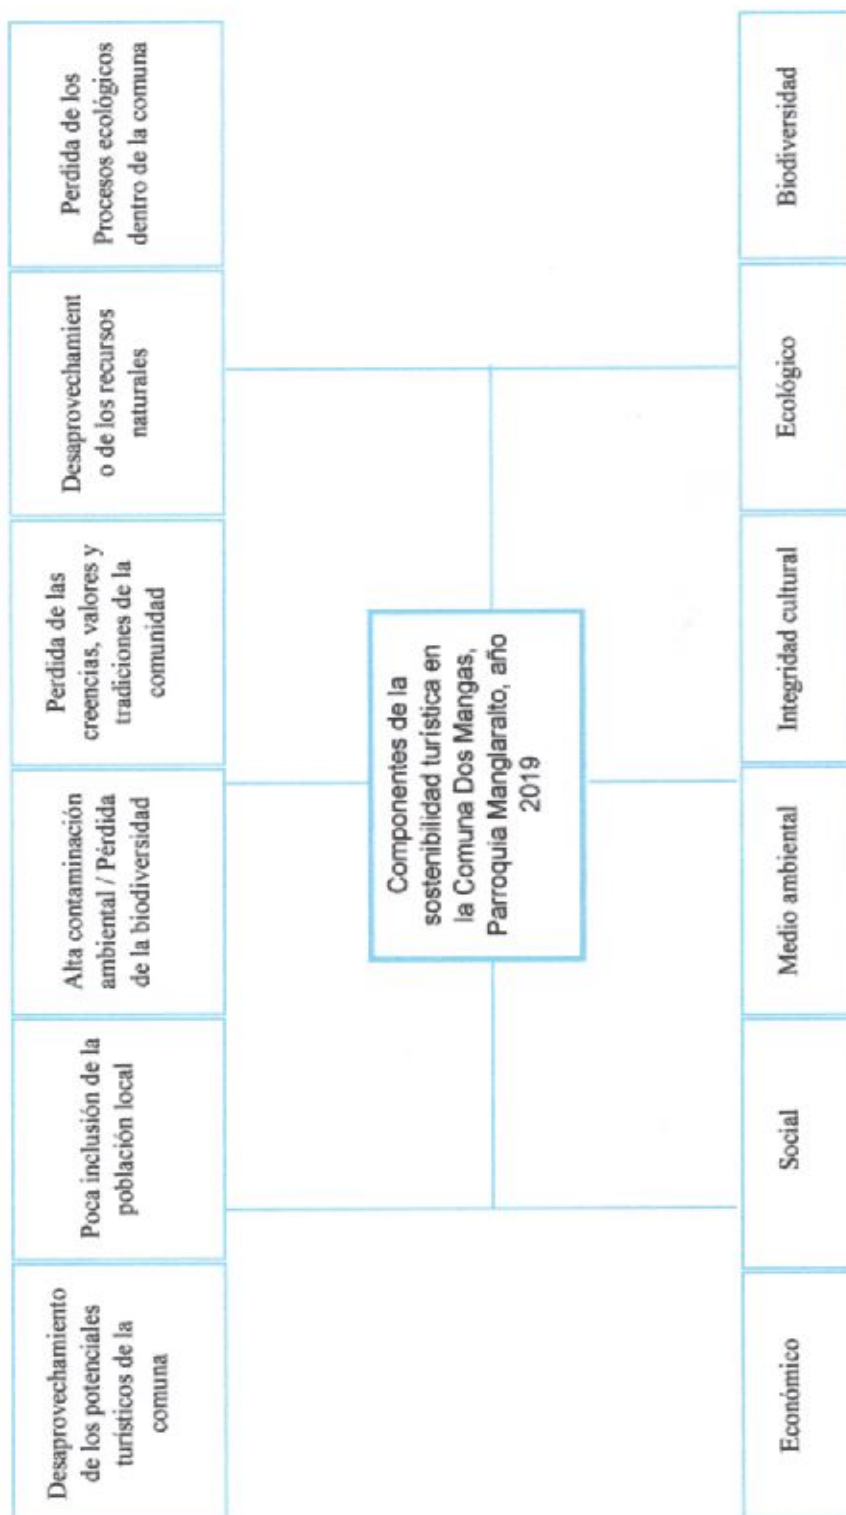 Desaprovechamiento
de los potenciales
turísticos de la
comuna
Poca inclusión de la
población local
Alta contaminación
ambiental / Pérdida
de la biodiversidad
Perdida de las
creencias, valores y
tradiciones de la
comunidad
Desaprovechamient
o de los recursos
naturales
Perdida de los
Procesos ecológicos
dentro de la comuna
Componentes de la
sostenibilidad turística en
la Comuna Dos Mangas,
Parroquia Manglaralto, año
2019
Económico
Social
Medio ambiental
Integridad cultural
Ecológico
Biodiversidad